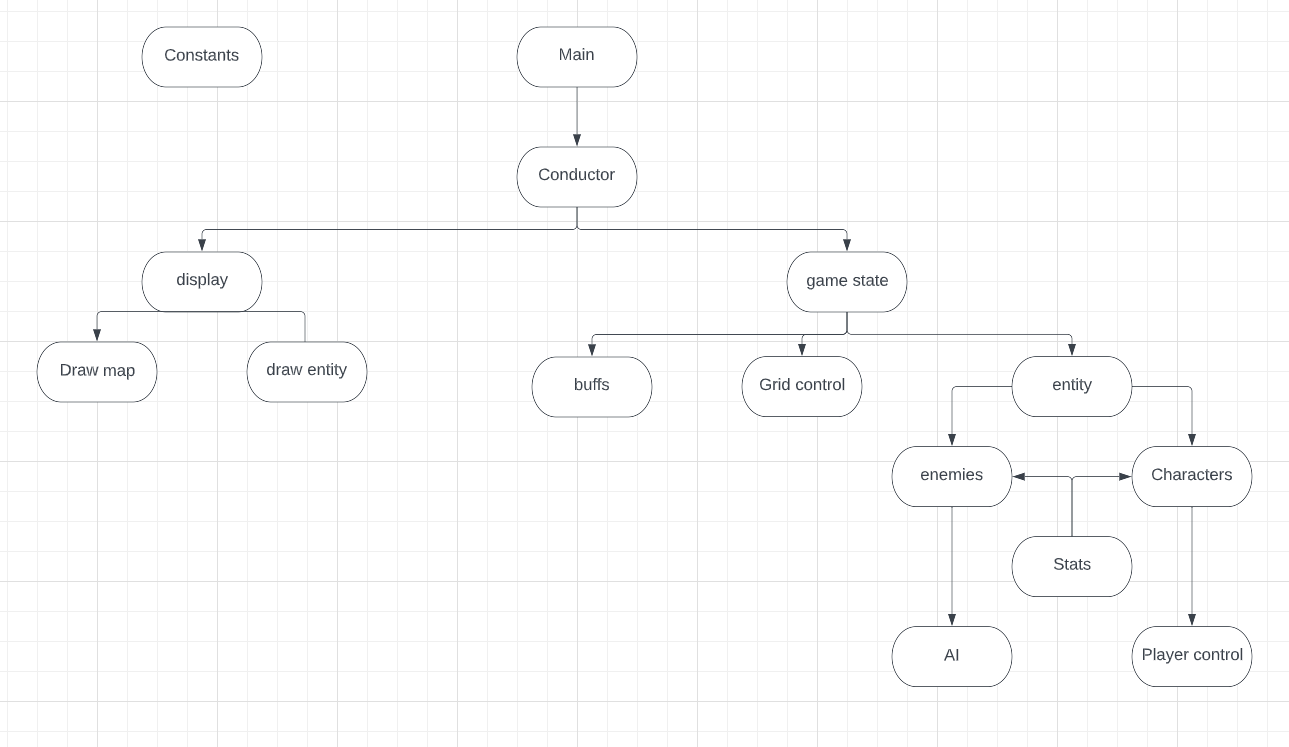 Constants
Main
Conductor
display
game state
Draw map
draw entity
buffs
Grid control
entity
enemies
Characters
Stats
AI
Player control